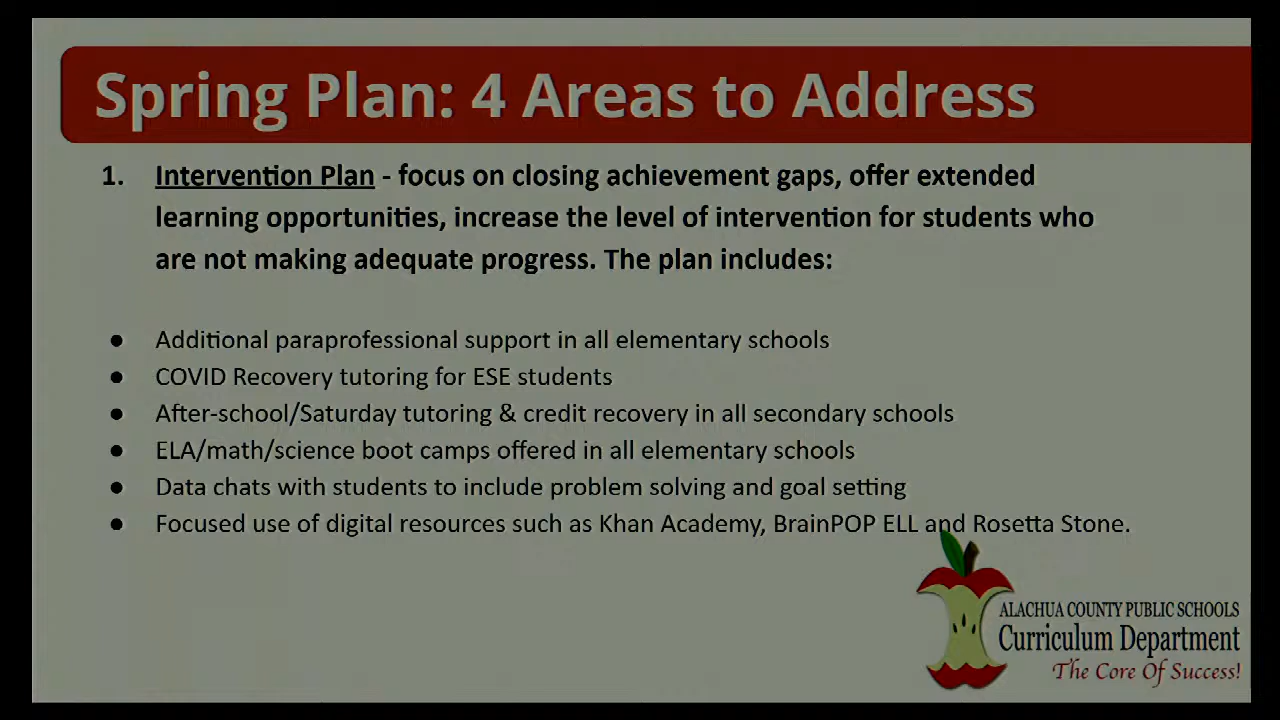 Spring Plan: 4 Areas to Address
1. Intervention Plan - focus on closing achievement gaps, offer extended
learning opportunities, increase the level of intervention for students who
are not making adequate progress. The plan includes:
● Additional paraprofessional support in all elementary schools
● COVID Recovery tutoring for ESE students
● After-school/Saturday tutoring & credit recovery in all secondary schools
● ELA/math/science boot camps offered in all elementary schools
● Data chats with students to include problem solving and goal setting
● Focused use of digital resources such as Khan Academy, BrainPOP ELL and Rosetta Stone.
ALACHUA COUNTY PUBLIC SCHOOLS
Curriculum Department
The Core Of Success!